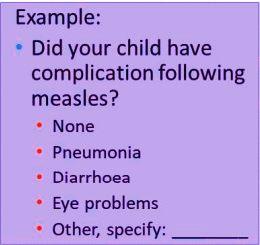 Example:
• Did your child have
complication following
measles?
• None
• Pneumonia
• Diarrhoea
• Eye problems
• Other, specify: ________